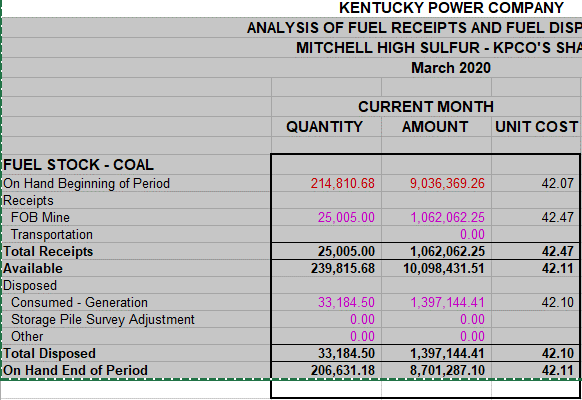 KENTUCKY POWER COMPANY
ANALYSIS OF FUEL RECEIPTS AND FUEL DISP
MITCHELL HIGH SULFUR - KPCO'S SHA
March 2020
CURRENT MONTH
QUANTITY AMOUNT UNIT COST
FUEL STOCK - COAL
On Hand Beginning of Period 214,810.68 9,036,369.26 42.07
Receipts
FOB Mine 25,005.00 1,062,062.25 42.47
Transportation 0.00
Total Receipts 25,005.00 1,062,062.25 42.47
Available 239,815.68 10,098,431.51 42.11
Disposed
Consumed - Generation 33,184.50 1,397,144.41 42.10
Storage Pile Survey Adjustment 0.00 0.00
Other 0.00 0.00
Total Disposed 33,184.50 1,397,144.41 42.10
On Hand End of Period 206,631.18 8,701,287.10 42.11